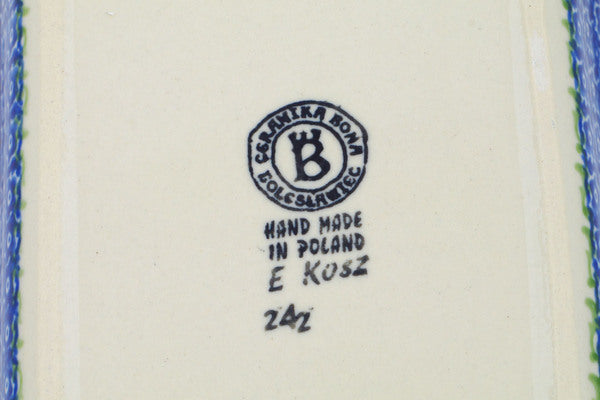 CERAMIKA BONA
B
BOLESŁAWIEC
HAND MADE
IN POLAND
E KOSZ
242